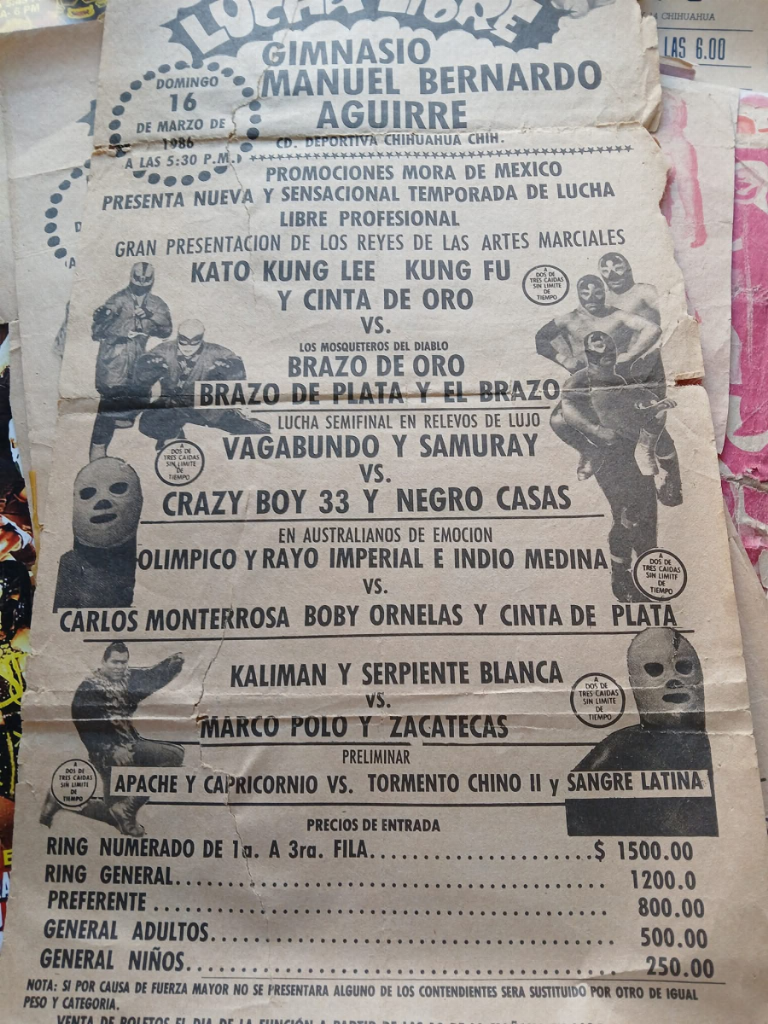 LUCHA LIBRE
GIMNASIO
MANUEL BERNARDO
AGUIRRE
CD. DEPORTIVA CHIHUAHUA CHIH.
DOMINGO
16
DE MARZO DE
1986
A LAS 5:30 P.M.
CHIHUAHUA
LAS 6.00
PROMOCIONES MORA DE MEXICO
PRESENTA NUEVA Y SENSACIONAL TEMPORADA DE LUCHA
LIBRE PROFESIONAL
GRAN PRESENTACION DE LOS REYES DE LAS ARTES MARCIALES
KATO KUNG LEE KUNG FU
Y CINTA DE ORO
A DOS DE TRES CAIDAS SIN LIMITE DE TIEMPO
VS.
LOS MOSQUETEROS DEL DIABLO
BRAZO DE ORO
BRAZO DE PLATA Y EL BRAZO
LUCHA SEMIFINAL EN RELEVOS DE LUJO
VAGABUNDO Y SAMURAY
A DOS DE TRES CAIDAS SIN LIMITE DE TIEMPO
VS.
CRAZY BOY 33 Y NEGRO CASAS
EN AUSTRALIANOS DE EMOCION
OLIMPICO Y RAYO IMPERIAL E INDIO MEDINA
A DOS DE TRES CAIDAS SIN LIMITE DE TIEMPO
VS.
CARLOS MONTERROSA BOBY ORNELAS Y CINTA DE PLATA
KALIMAN Y SERPIENTE BLANCA
A DOS DE TRES CAIDAS SIN LIMITE DE TIEMPO
VS.
MARCO POLO Y ZACATECAS
PRELIMINAR
A DOS DE TRES CAIDAS SIN LIMITE DE TIEMPO
APACHE Y CAPRICORNIO VS. TORMENTO CHINO II y SANGRE LATINA
PRECIOS DE ENTRADA
RING NUMERADO DE 1a. A 3ra. FILA......................$ 1500.00
RING GENERAL.......................................... 1200.0
PREFERENTE .......................................... 800.00
GENERAL ADULTOS...................................... 500.00
GENERAL NIÑOS........................................ 250.00
NOTA: SI POR CAUSA DE FUERZA MAYOR NO SE PRESENTARA ALGUNO DE LOS CONTENDIENTES SERA SUSTITUIDO POR OTRO DE IGUAL
PESO Y CATEGORIA.
VENTA DE BOLETOS EL DIA DE LA FUNCIÓN A PARTIR DE LAS